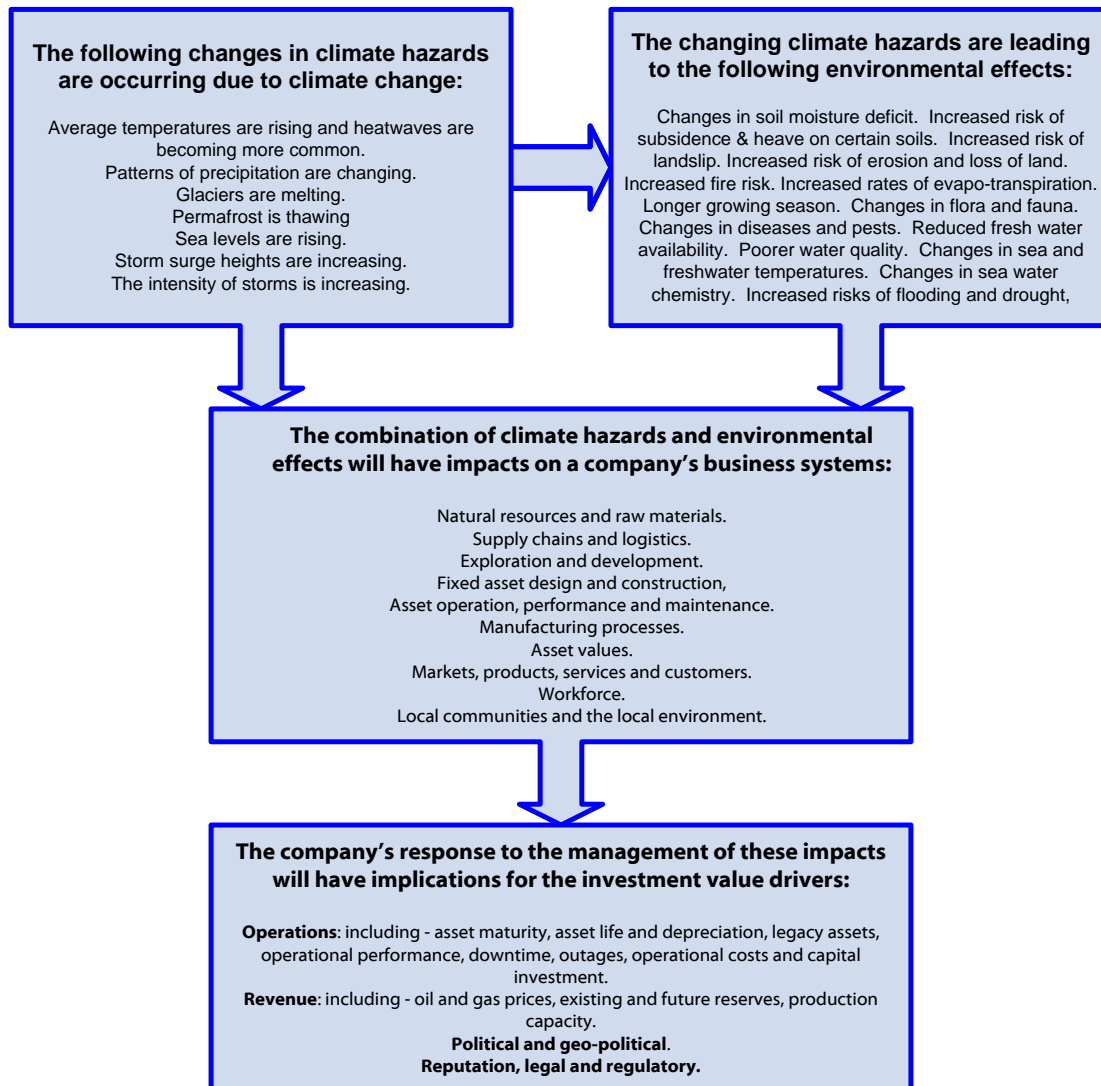 The following changes in climate hazards
are occurring due to climate change:
Average temperatures are rising and heatwaves are
becoming more common.
Patterns of precipitation are changing.
Glaciers are melting.
Permafrost is thawing
Sea levels are rising.
Storm surge heights are increasing.
The intensity of storms is increasing.
The changing climate hazards are leading
to the following environmental effects:
Changes in soil moisture deficit. Increased risk of
subsidence & heave on certain soils. Increased risk of
landslip. Increased risk of erosion and loss of land.
Increased fire risk. Increased rates of evapo-transpiration.
Longer growing season. Changes in flora and fauna.
Changes in diseases and pests. Reduced fresh water
availability. Poorer water quality. Changes in sea and
freshwater temperatures. Changes in sea water
chemistry. Increased risks of flooding and drought,
The combination of climate hazards and environmental
effects will have impacts on a company’s business systems:
Natural resources and raw materials.
Supply chains and logistics.
Exploration and development.
Fixed asset design and construction,
Asset operation, performance and maintenance.
Manufacturing processes.
Asset values.
Markets, products, services and customers.
Workforce.
Local communities and the local environment.
The company’s response to the management of these impacts
will have implications for the investment value drivers:
Operations: including - asset maturity, asset life and depreciation, legacy assets,
operational performance, downtime, outages, operational costs and capital
investment.
Revenue: including - oil and gas prices, existing and future reserves, production
capacity.
Political and geo-political.
Reputation, legal and regulatory.